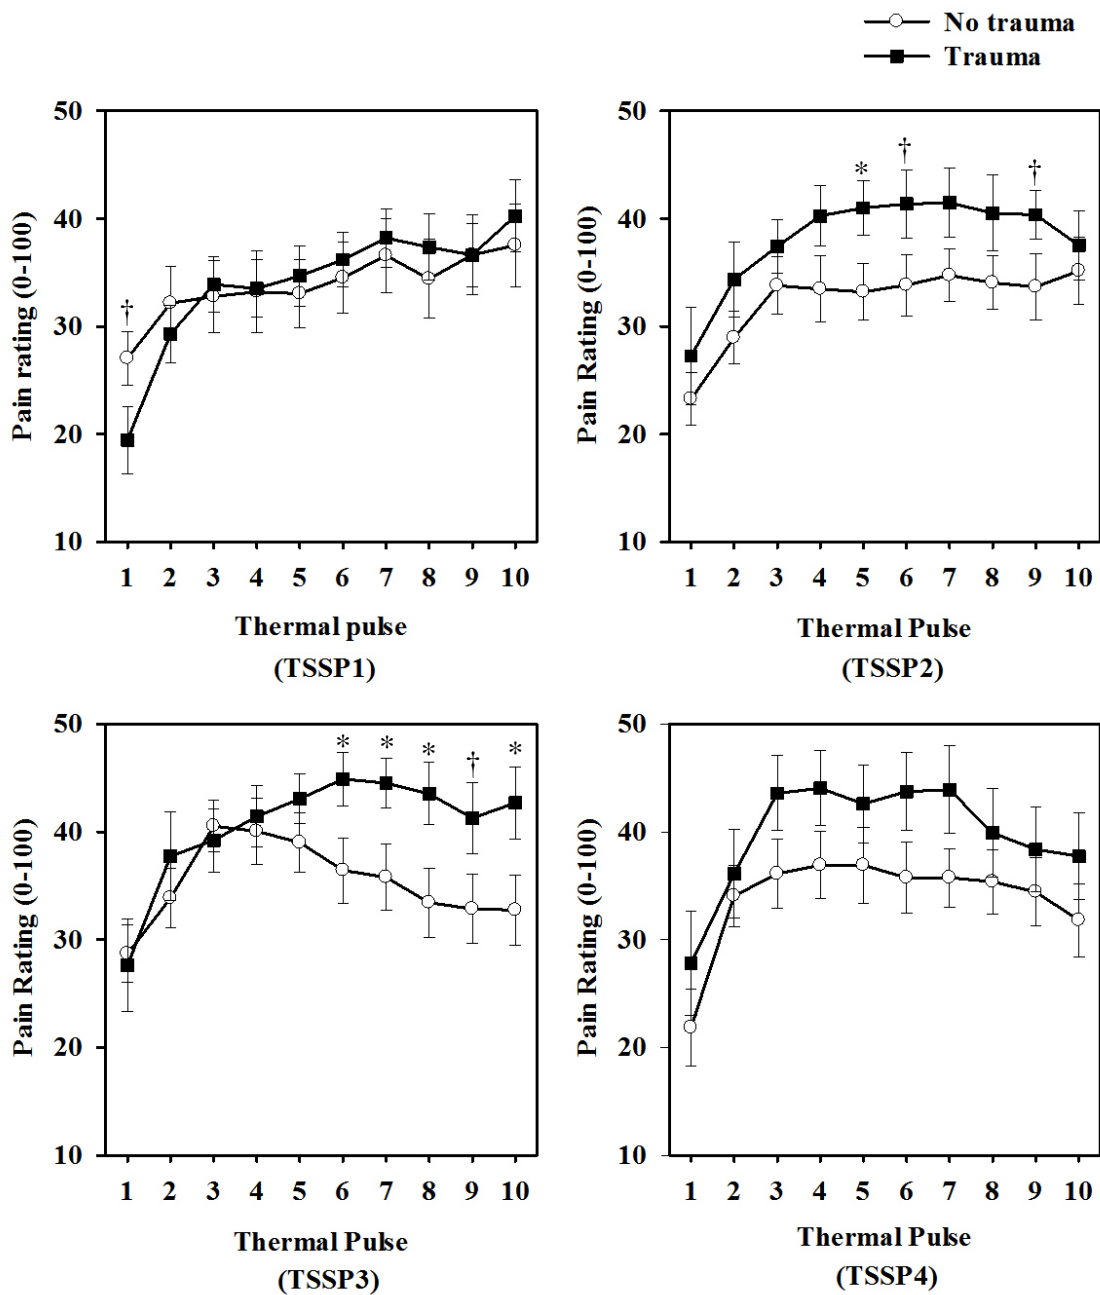 No trauma
Trauma
50
40
30
20
10
Pain rating (0-100)
†
1 2 3 4 5 6 7 8 9 10
Thermal pulse
(TSSP1)
50
40
30
20
10
Pain Rating (0-100)
* † †
1 2 3 4 5 6 7 8 9 10
Thermal Pulse
(TSSP2)
50
40
30
20
10
Pain Rating (0-100)
* * * † *
1 2 3 4 5 6 7 8 9 10
Thermal Pulse
(TSSP3)
50
40
30
20
10
Pain Rating (0-100)
1 2 3 4 5 6 7 8 9 10
Thermal Pulse
(TSSP4)